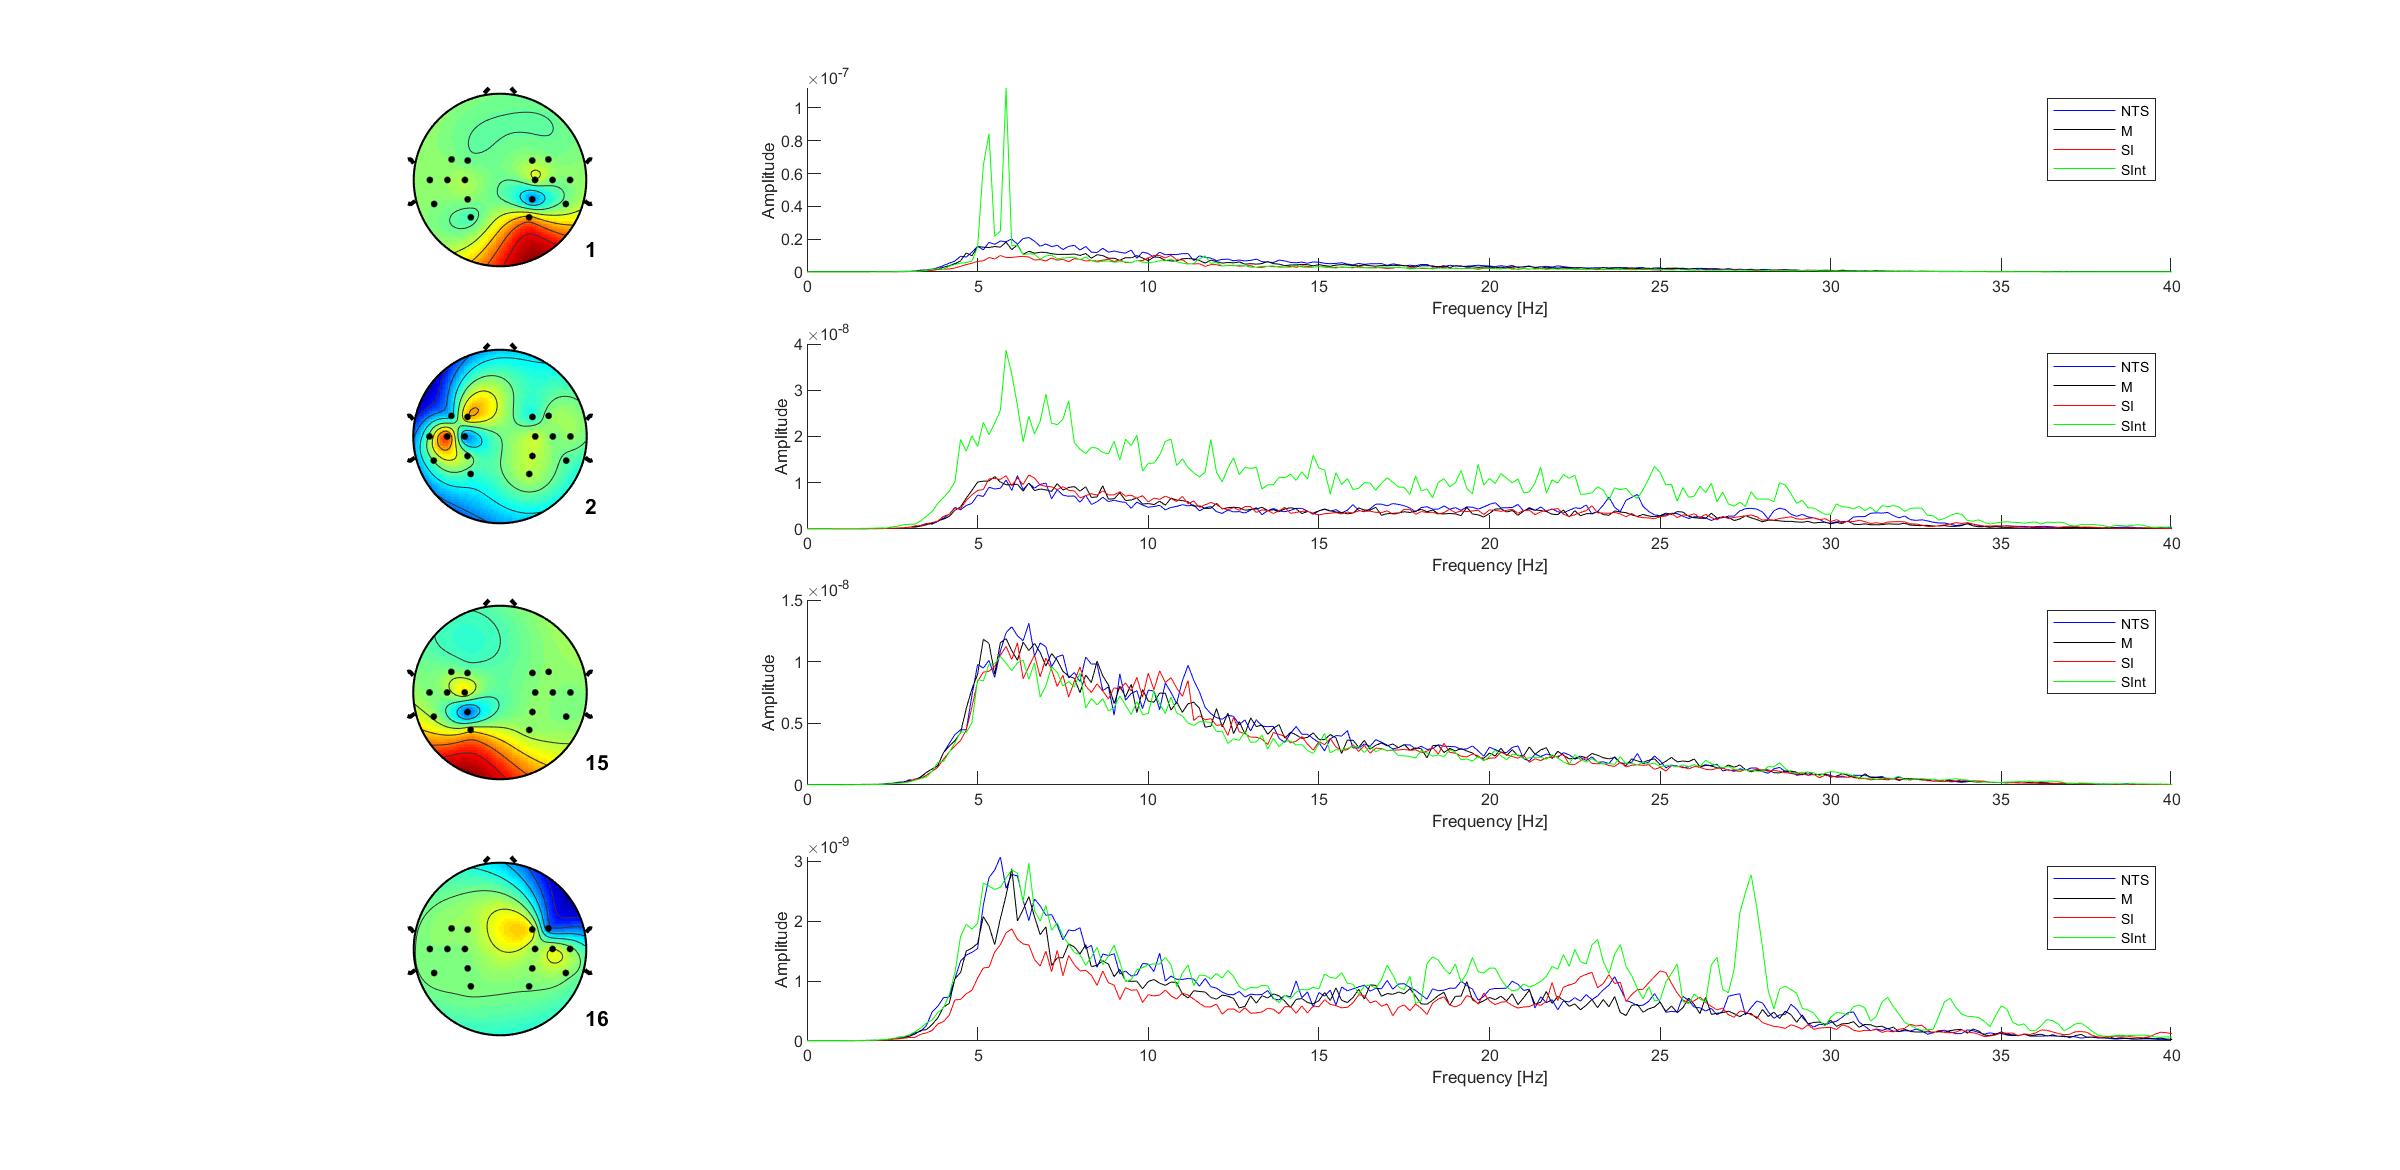 ×10-7
1
0.8
0.6
0.4
0.2
0
Amplitude
0 5 10 15 20 25 30 35 40
Frequency [Hz]
NTS
M
SI
SInt
1
×10-8
4
3
2
1
0
Amplitude
0 5 10 15 20 25 30 35 40
Frequency [Hz]
NTS
M
SI
SInt
2
×10-8
1.5
1
0.5
0
Amplitude
0 5 10 15 20 25 30 35 40
Frequency [Hz]
NTS
M
SI
SInt
15
×10-9
3
2
1
0
Amplitude
0 5 10 15 20 25 30 35 40
Frequency [Hz]
NTS
M
SI
SInt
16